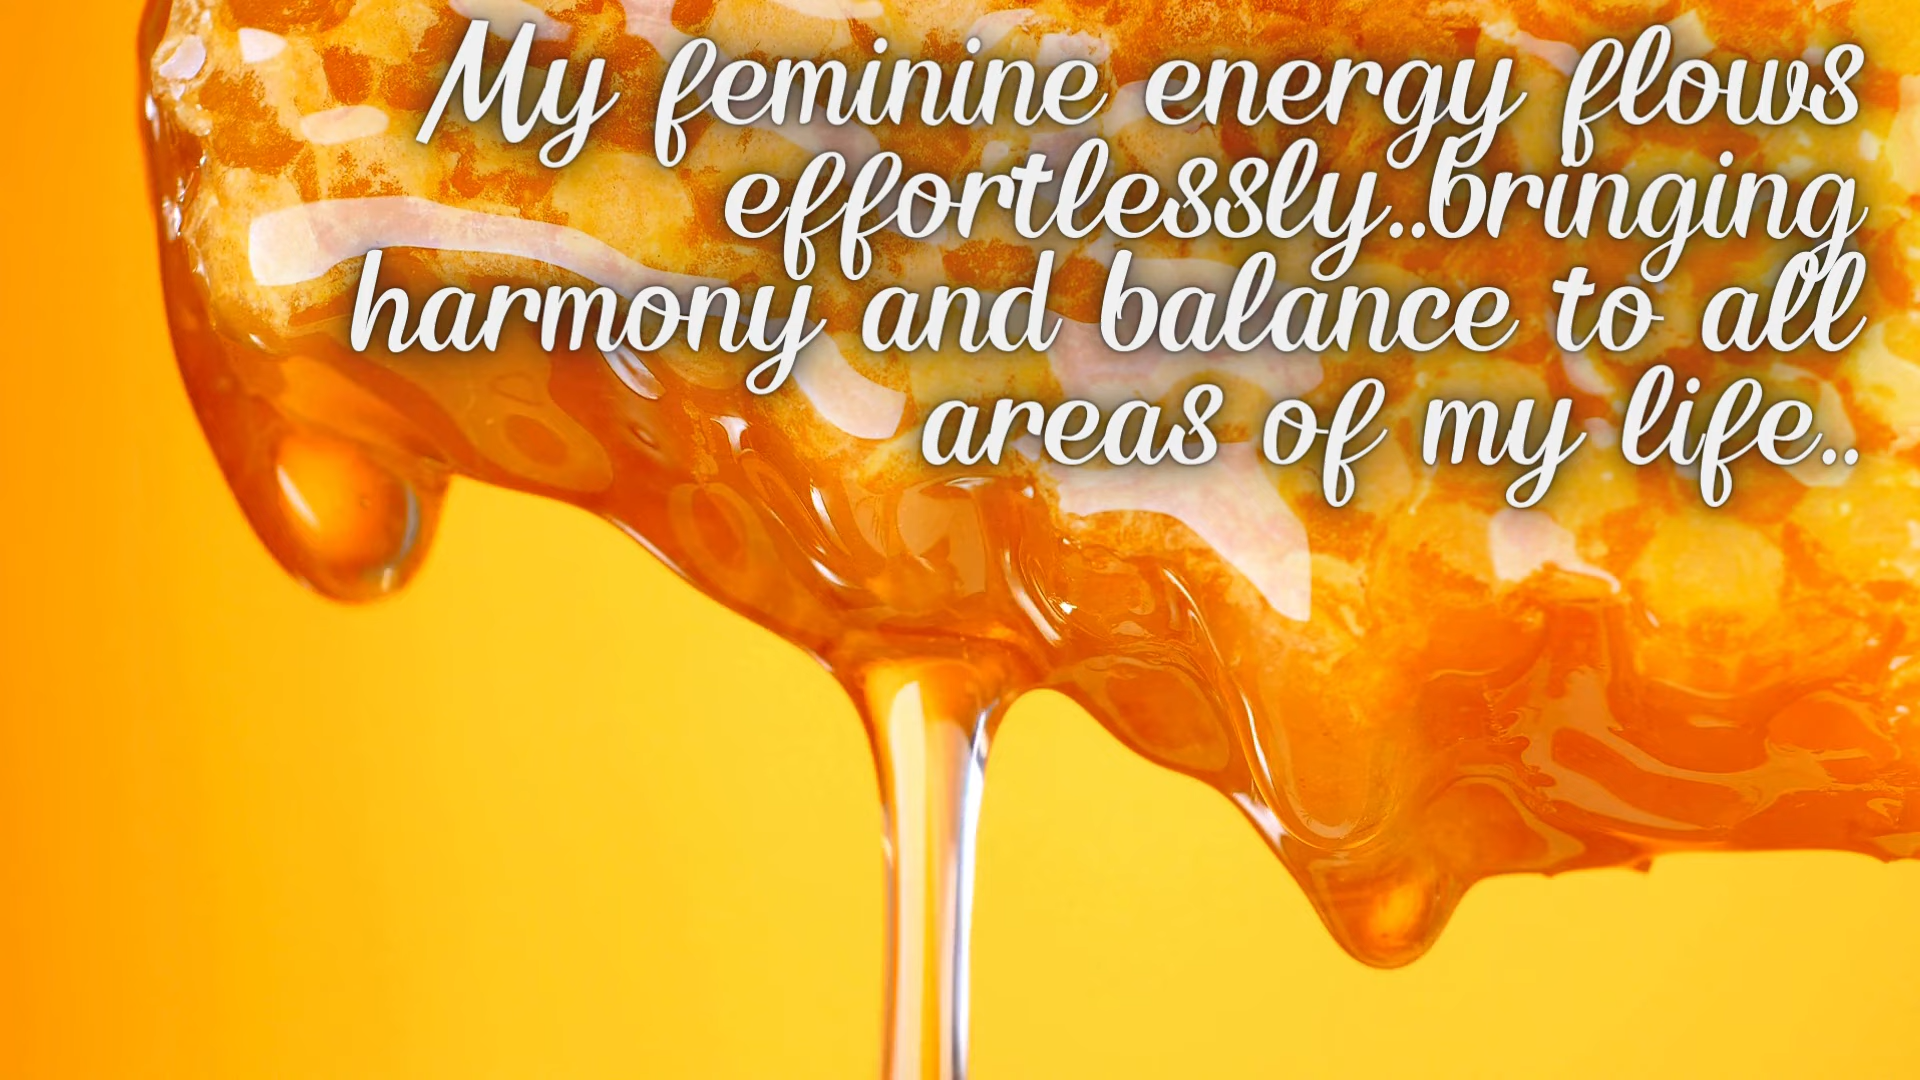 My feminine energy flows
effortlessly..bringing
harmony and balance to all
areas of my life..